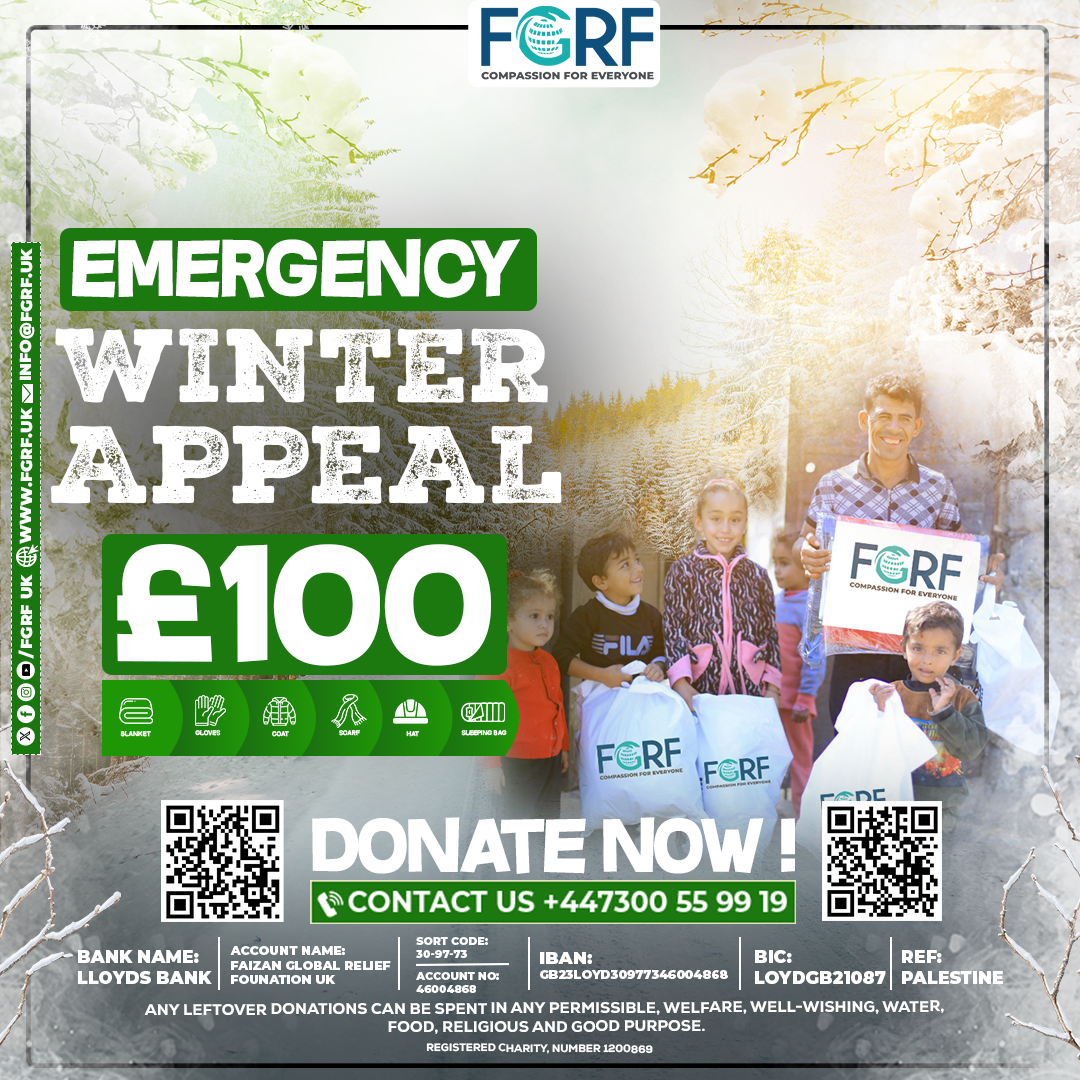 FGRF
COMPASSION FOR EVERYONE
EMERGENCY
WINTER
APPEAL
£100
BLANKET
GLOVES
COAT
SCARF
HAT
SLEEPING BAG
/FGRF UK WWW.FGRF.UK INFO@FGRF.UK
FGRF
COMPASSION FOR EVERYONE
FGRF
COMPASSION FOR EVERYONE
FGRF
COMPASSION FOR EVERYONE
FILA
FGRF
DONATE NOW !
CONTACT US +447300 55 99 19
BANK NAME:
LLOYDS BANK
ACCOUNT NAME:
FAIZAN GLOBAL RELIEF
FOUNATION UK
SORT CODE:
30-97-73
ACCOUNT NO:
46004868
IBAN:
GB23LOYD30977346004868
BIC:
LOYDGB21087
REF:
PALESTINE
ANY LEFTOVER DONATIONS CAN BE SPENT IN ANY PERMISSIBLE, WELFARE, WELL-WISHING, WATER,
FOOD, RELIGIOUS AND GOOD PURPOSE.
REGISTERED CHARITY, NUMBER 1200869